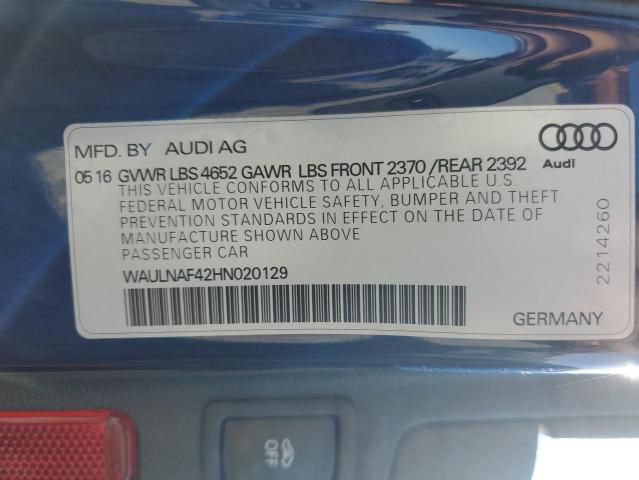 MFD. BY AUDI AG
05 16 GVWR LBS 4652 GAWR LBS FRONT 2370 /REAR 2392
Audi
THIS VEHICLE CONFORMS TO ALL APPLICABLE U.S.
FEDERAL MOTOR VEHICLE SAFETY, BUMPER AND THEFT
PREVENTION STANDARDS IN EFFECT ON THE DATE OF
MANUFACTURE SHOWN ABOVE
PASSENGER CAR
WAULNAF42HN020129
2214260
GERMANY
OFF